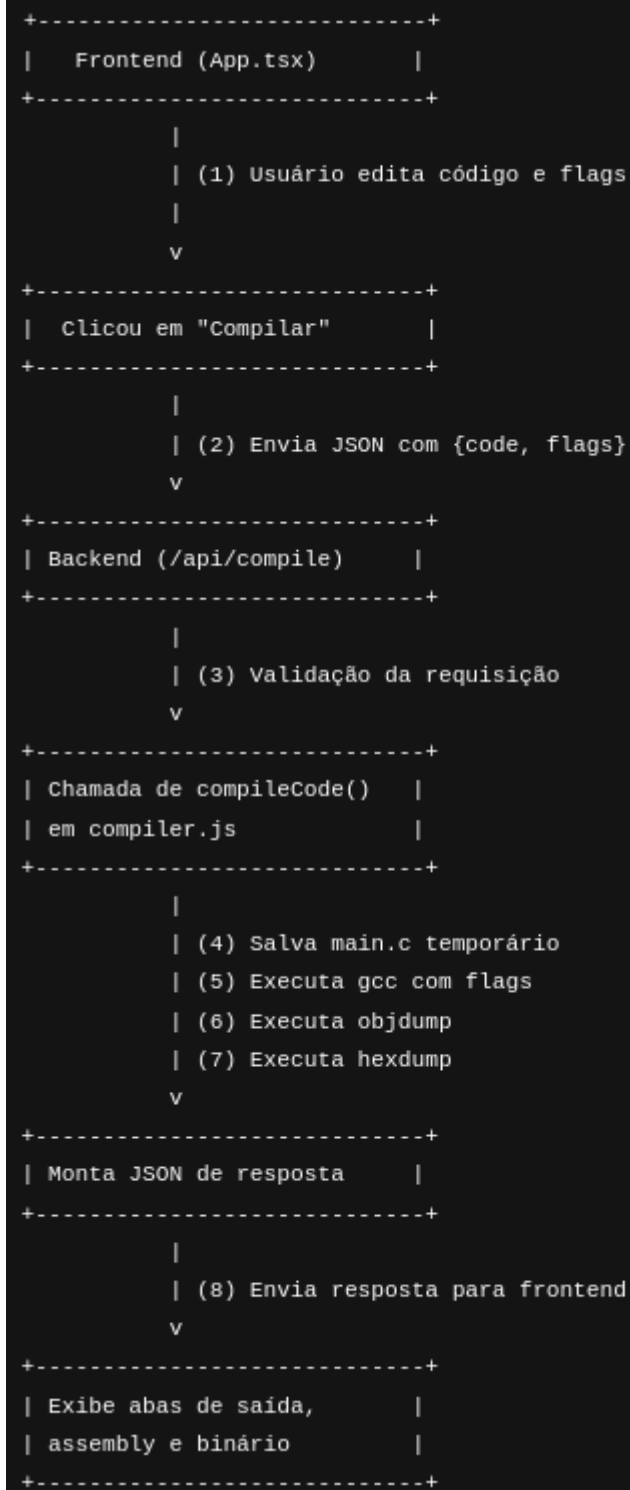 +-----------------------------+
|   Frontend (App.tsx)        |
+-----------------------------+
           |
           | (1) Usuário edita código e flags
           |
           v
+-----------------------------+
|  Clicou em "Compilar"       |
+-----------------------------+
           |
           | (2) Envia JSON com {code, flags}
           v
+-----------------------------+
| Backend (/api/compile)      |
+-----------------------------+
           |
           | (3) Validação da requisição
           v
+-----------------------------+
| Chamada de compileCode()    |
| em compiler.js              |
+-----------------------------+
           |
           | (4) Salva main.c temporário
           | (5) Executa gcc com flags
           | (6) Executa objdump
           | (7) Executa hexdump
           v
+-----------------------------+
| Monta JSON de resposta      |
+-----------------------------+
           |
           | (8) Envia resposta para frontend
           v
+-----------------------------+
| Exibe abas de saída,        |
| assembly e binário          |
+-----------------------------+